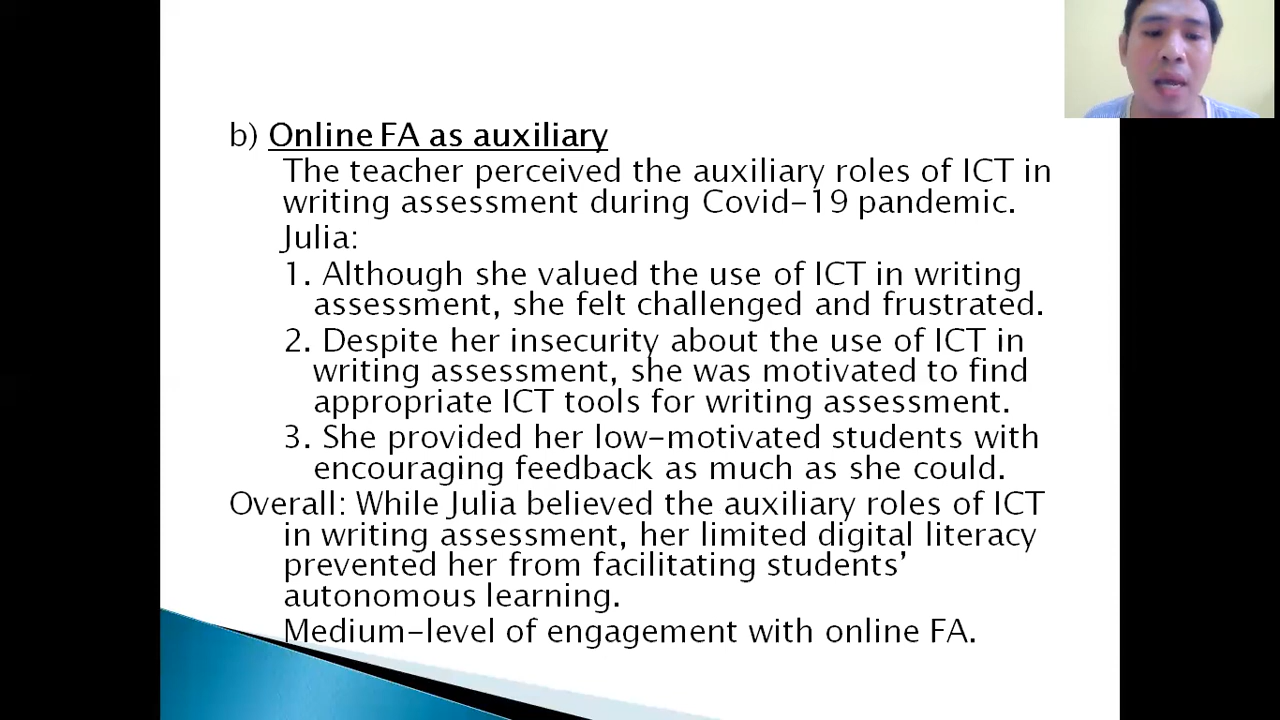 b) Online FA as auxiliary
The teacher perceived the auxiliary roles of ICT in
writing assessment during Covid-19 pandemic.
Julia:
1. Although she valued the use of ICT in writing
assessment, she felt challenged and frustrated.
2. Despite her insecurity about the use of ICT in
writing assessment, she was motivated to find
appropriate ICT tools for writing assessment.
3. She provided her low-motivated students with
encouraging feedback as much as she could.
Overall: While Julia believed the auxiliary roles of ICT
in writing assessment, her limited digital literacy
prevented her from facilitating students’
autonomous learning.
Medium-level of engagement with online FA.